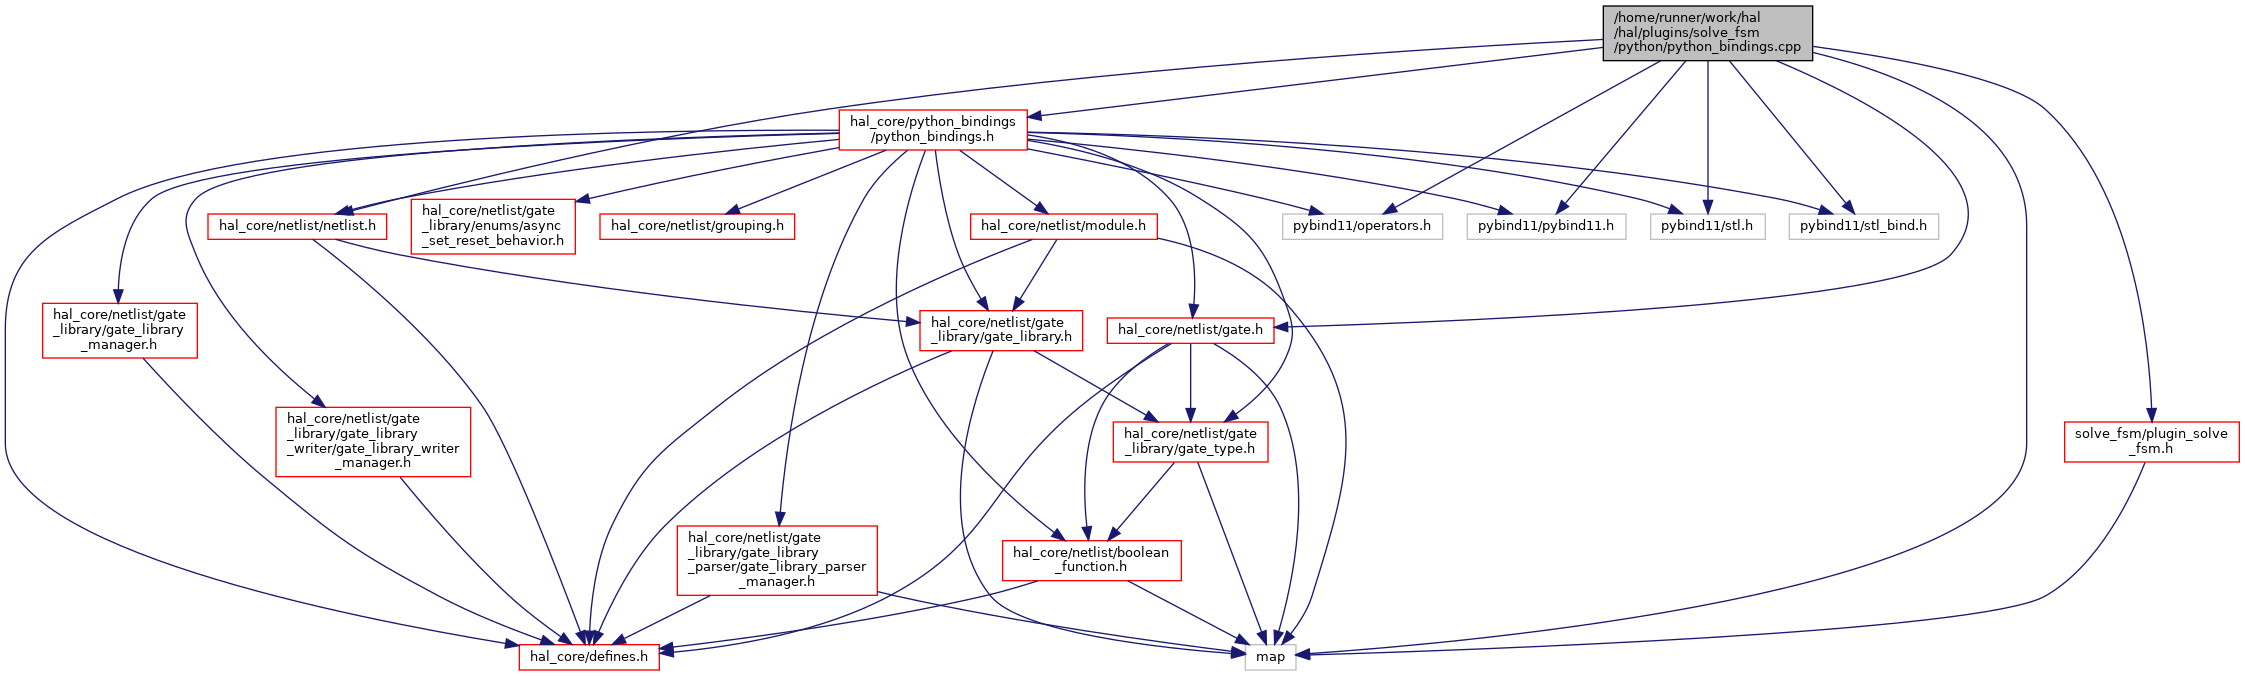 /home/runner/work/hal
/hal/plugins/solve_fsm
/python/python_bindings.cpp
hal_core/python_bindings
/python_bindings.h
hal_core/netlist/netlist.h
hal_core/netlist/gate
_library/enums/async
_set_reset_behavior.h
hal_core/netlist/grouping.h
hal_core/netlist/module.h
pybind11/operators.h
pybind11/pybind11.h
pybind11/stl.h
pybind11/stl_bind.h
hal_core/netlist/gate
_library/gate_library
_manager.h
hal_core/netlist/gate
_library/gate_library.h
hal_core/netlist/gate.h
hal_core/netlist/gate
_library/gate_library
_writer/gate_library_writer
_manager.h
hal_core/netlist/gate
_library/gate_type.h
solve_fsm/plugin_solve
_fsm.h
hal_core/netlist/gate
_library/gate_library
_parser/gate_library_parser
_manager.h
hal_core/netlist/boolean
_function.h
hal_core/defines.h
map